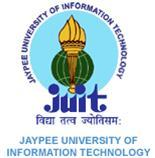 JAYPEE UNIVERSITY OF INFORMATION TECHNOLOGY
juit
विद्या तत्व ज्योतिसमः
JAYPEE UNIVERSITY OF
INFORMATION TECHNOLOGY